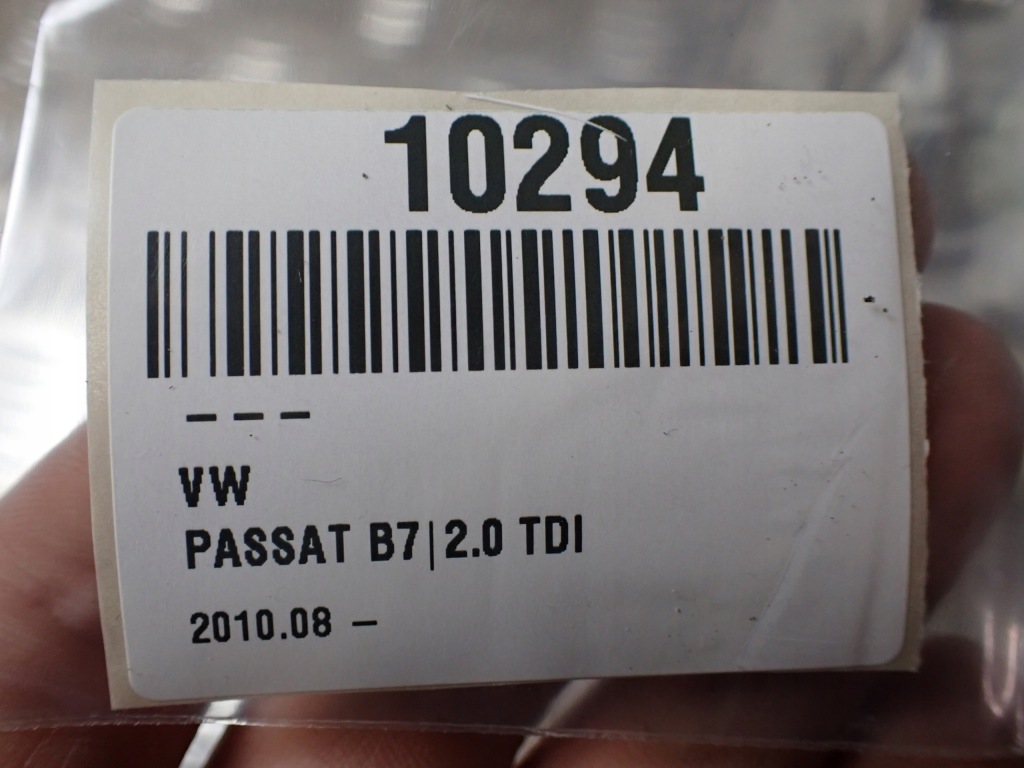 10294
---
VW
PASSAT B7|2.0 TDI
2010.08 –